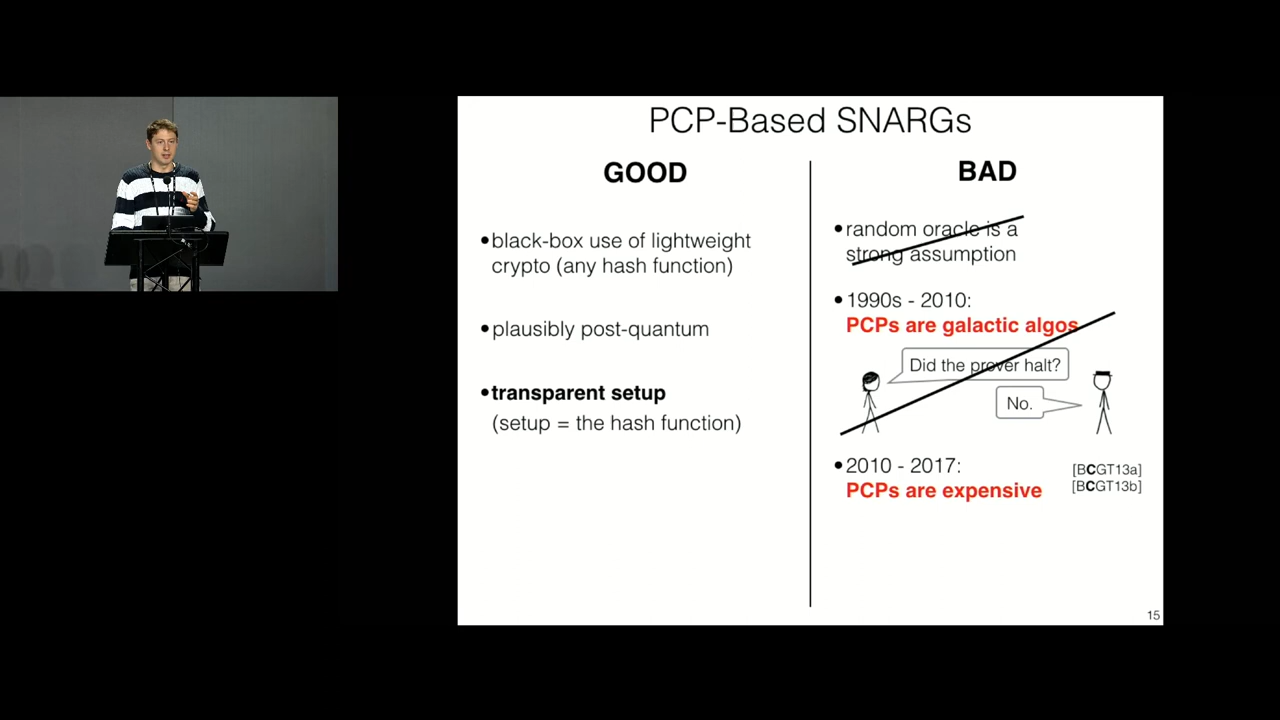 PCP-Based SNARGs
GOOD
•black-box use of lightweight
crypto (any hash function)
•plausibly post-quantum
•transparent setup
(setup = the hash function)
BAD
•random oracle is a
strong assumption
•1990s - 2010:
PCPs are galactic algos
Did the prover halt?
No.
•2010 - 2017:
PCPs are expensive
[BCGT13a]
[BCGT13b]
15